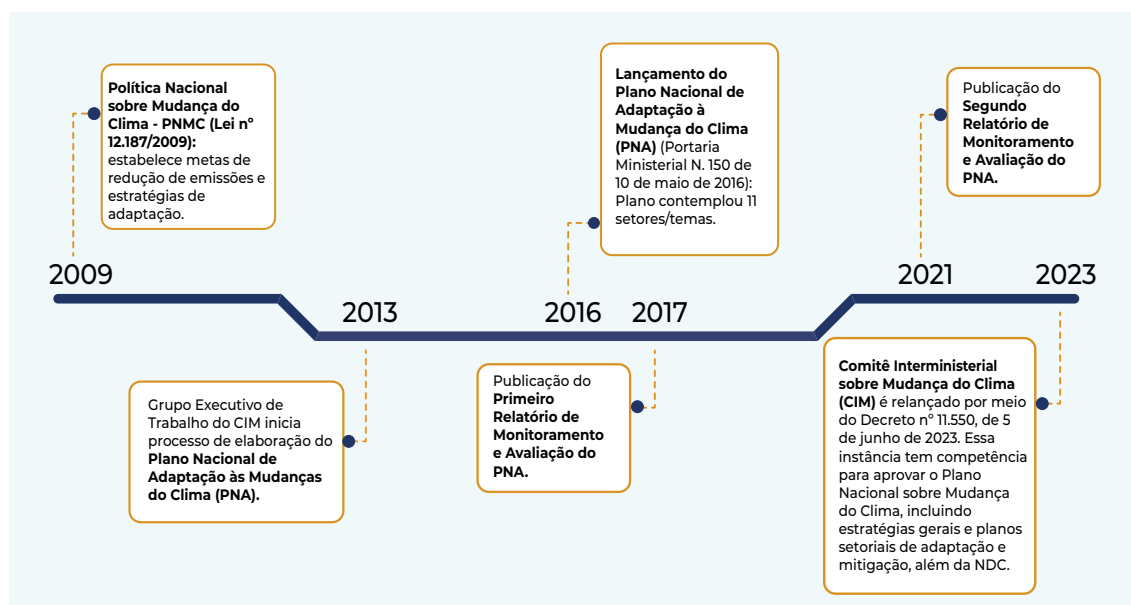 Política Nacional
sobre Mudança do
Clima - PNMC (Lei nº
12.187/2009):
estabelece metas de
redução de emissões e
estratégias de
adaptação.
2009
2013
Grupo Executivo de
Trabalho do CIM inicia
processo de elaboração do
Plano Nacional de
Adaptação às Mudanças
do Clima (PNA).
Lançamento do
Plano Nacional de
Adaptação à
Mudança do Clima
(PNA) (Portaria
Ministerial N. 150 de
10 de maio de 2016):
Plano contemplou 11
setores/temas.
2016
2017
Publicação do
Primeiro
Relatório de
Monitoramento
e Avaliação do
PNA.
Publicação do
Segundo
Relatório de
Monitoramento
e Avaliação do
PNA.
2021
2023
Comitê Interministerial
sobre Mudança do Clima
(CIM) é relançado por meio
do Decreto nº 11.550, de 5
de junho de 2023. Essa
instância tem competência
para aprovar o Plano
Nacional sobre Mudança
do Clima, incluindo
estratégias gerais e planos
setoriais de adaptação e
mitigação, além da NDC.